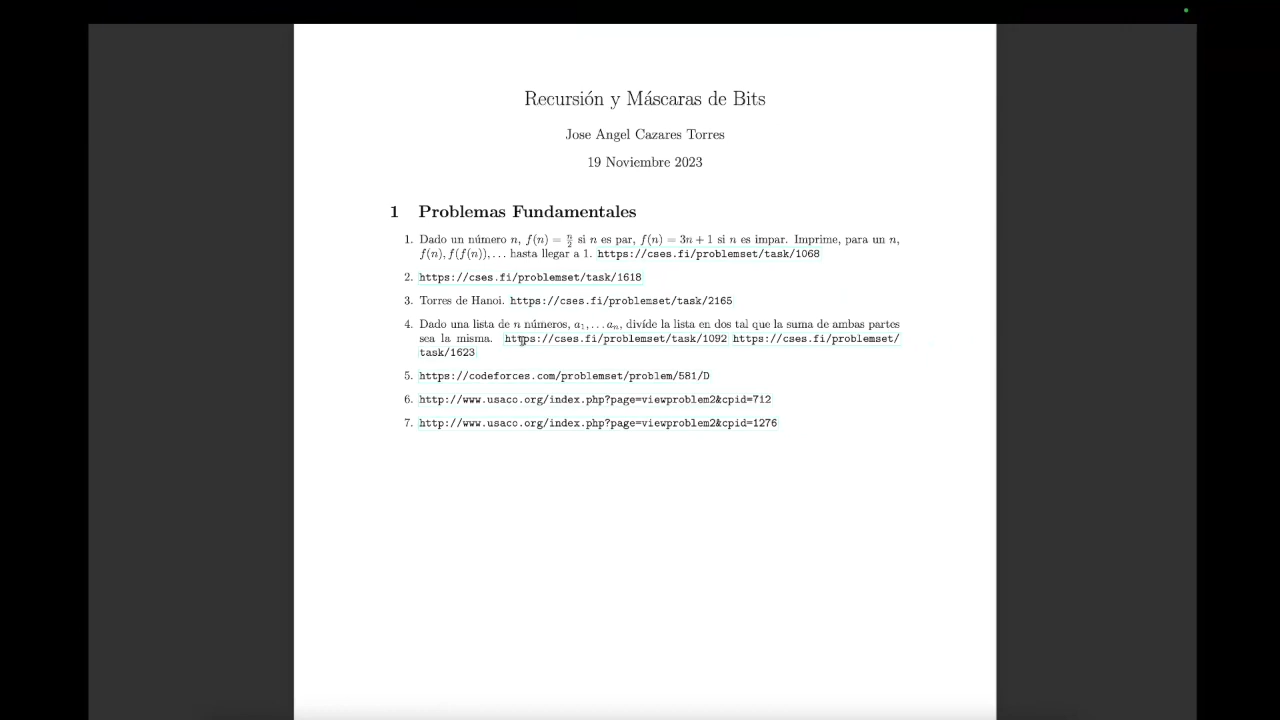 Recursión y Máscaras de Bits
Jose Angel Cazares Torres
19 Noviembre 2023
1 Problemas Fundamentales
1. Dado un número n, f(n) = n/2 si n es par, f(n) = 3n + 1 si n es impar. Imprime, para un n,
f(n), f(f(n)), . . . hasta llegar a 1. https://cses.fi/problemset/task/1068
2. https://cses.fi/problemset/task/1618
3. Torres de Hanoi. https://cses.fi/problemset/task/2165
4. Dado una lista de n números, a₁, . . . aₙ, divíde la lista en dos tal que la suma de ambas partes
sea la misma. https://cses.fi/problemset/task/1092 https://cses.fi/problemset/
task/1623
5. https://codeforces.com/problemset/problem/581/D
6. http://www.usaco.org/index.php?page=viewproblem2&cpid=712
7. http://www.usaco.org/index.php?page=viewproblem2&cpid=1276